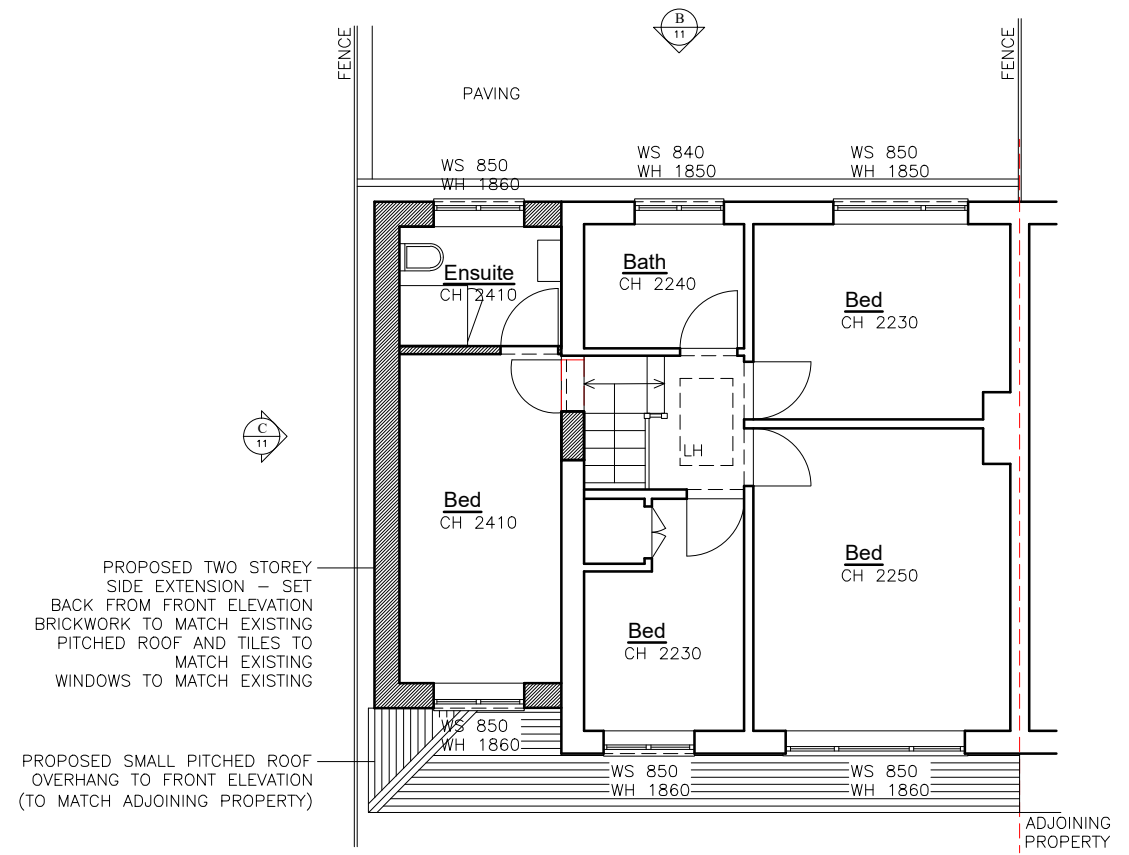 B
11
FENCE
FENCE
PAVING
WS 850
WH 1860
WS 840
WH 1850
WS 850
WH 1850
Ensuite
CH 2410
Bath
CH 2240
Bed
CH 2230
C
11
LH
Bed
CH 2410
Bed
CH 2250
Bed
CH 2230
PROPOSED TWO STOREY
SIDE EXTENSION – SET
BACK FROM FRONT ELEVATION
BRICKWORK TO MATCH EXISTING
PITCHED ROOF AND TILES TO
MATCH EXISTING
WINDOWS TO MATCH EXISTING
WS 850
WH 1860
PROPOSED SMALL PITCHED ROOF
OVERHANG TO FRONT ELEVATION
(TO MATCH ADJOINING PROPERTY)
WS 850
WH 1860
WS 850
WH 1860
ADJOINING
PROPERTY